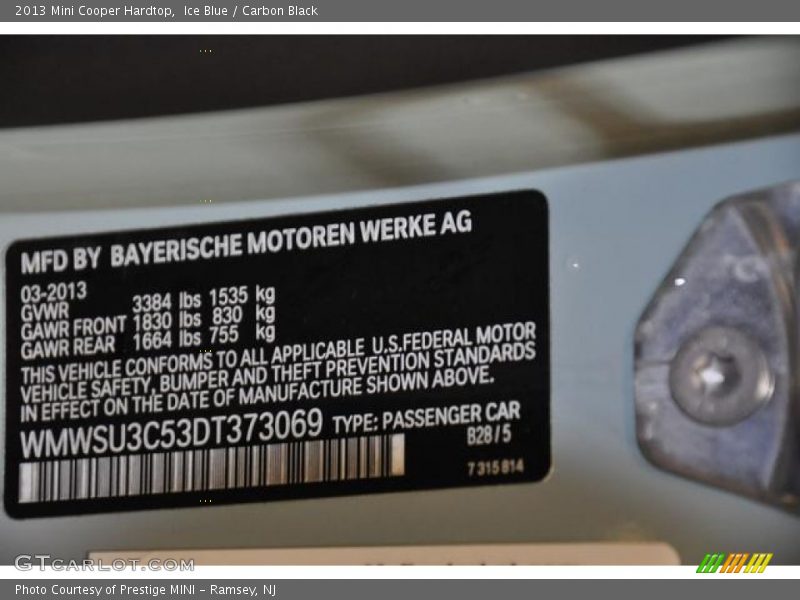 2013 Mini Cooper Hardtop, Ice Blue / Carbon Black
MFD BY BAYERISCHE MOTOREN WERKE AG
03-2013
GVWR 3384 lbs 1535 kg
GAWR FRONT 1830 lbs 830 kg
GAWR REAR 1664 lbs 755 kg
THIS VEHICLE CONFORMS TO ALL APPLICABLE U.S.FEDERAL MOTOR
VEHICLE SAFETY, BUMPER AND THEFT PREVENTION STANDARDS
IN EFFECT ON THE DATE OF MANUFACTURE SHOWN ABOVE.
WMWSU3C53DT373069 TYPE: PASSENGER CAR
B28/5
7 315 814
GTcarlot.com
Photo Courtesy of Prestige MINI - Ramsey, NJ